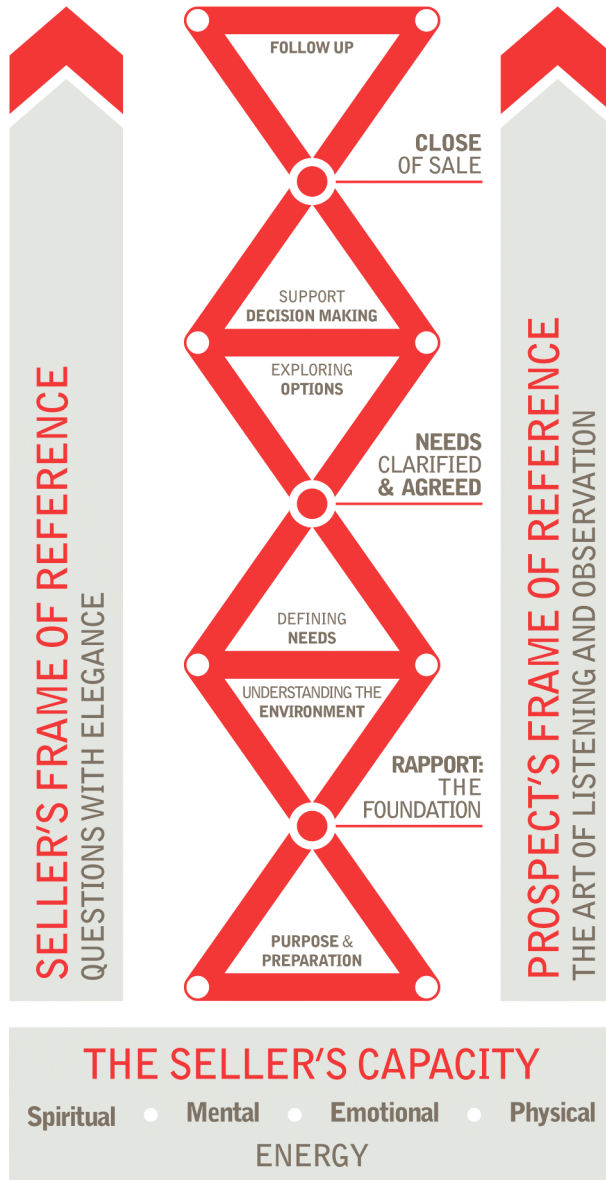 FOLLOW UP
CLOSE
OF SALE
SUPPORT
DECISION MAKING
EXPLORING
OPTIONS
NEEDS
CLARIFIED
& AGREED
DEFINING
NEEDS
UNDERSTANDING THE
ENVIRONMENT
RAPPORT:
THE
FOUNDATION
PURPOSE &
PREPARATION
SELLER'S FRAME OF REFERENCE
QUESTIONS WITH ELEGANCE
PROSPECT'S FRAME OF REFERENCE
THE ART OF LISTENING AND OBSERVATION
THE SELLER'S CAPACITY
Spiritual Mental Emotional Physical
ENERGY